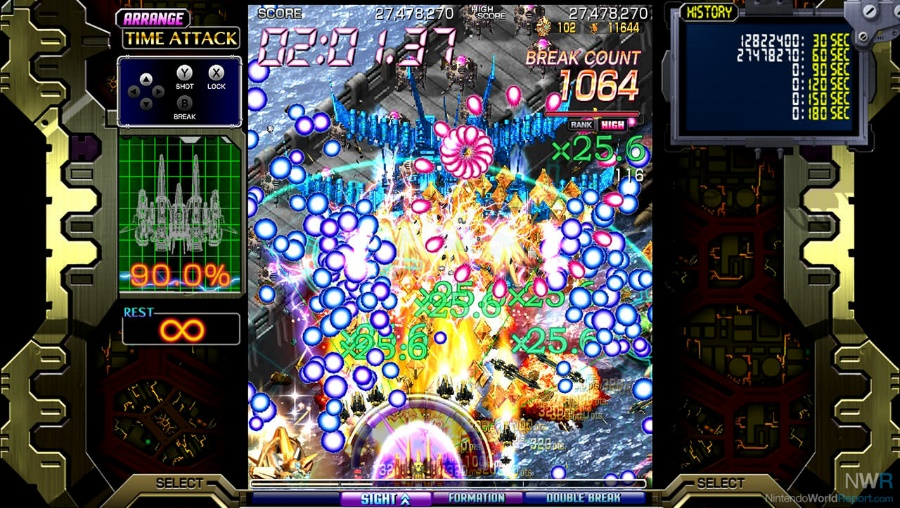 ARRANGE
TIME ATTACK
Y
X
SHOT
LOCK
B
BREAK
90.0%
REST
∞
SELECT
SCORE 27,478,270 HIGH SCORE 27,478,270
102 11644
02:01.37
BREAK COUNT
1064
RANK HIGH
×25.6
116
×25.6
×25.6
×25.6
×25.6
SIGHT
FORMATION
DOUBLE BREAK
HISTORY
12822400: 30 SEC
27478270: 60 SEC
0: 90 SEC
0: 120 SEC
0: 150 SEC
0: 180 SEC
SELECT
NWR
NintendoWorldReport.com